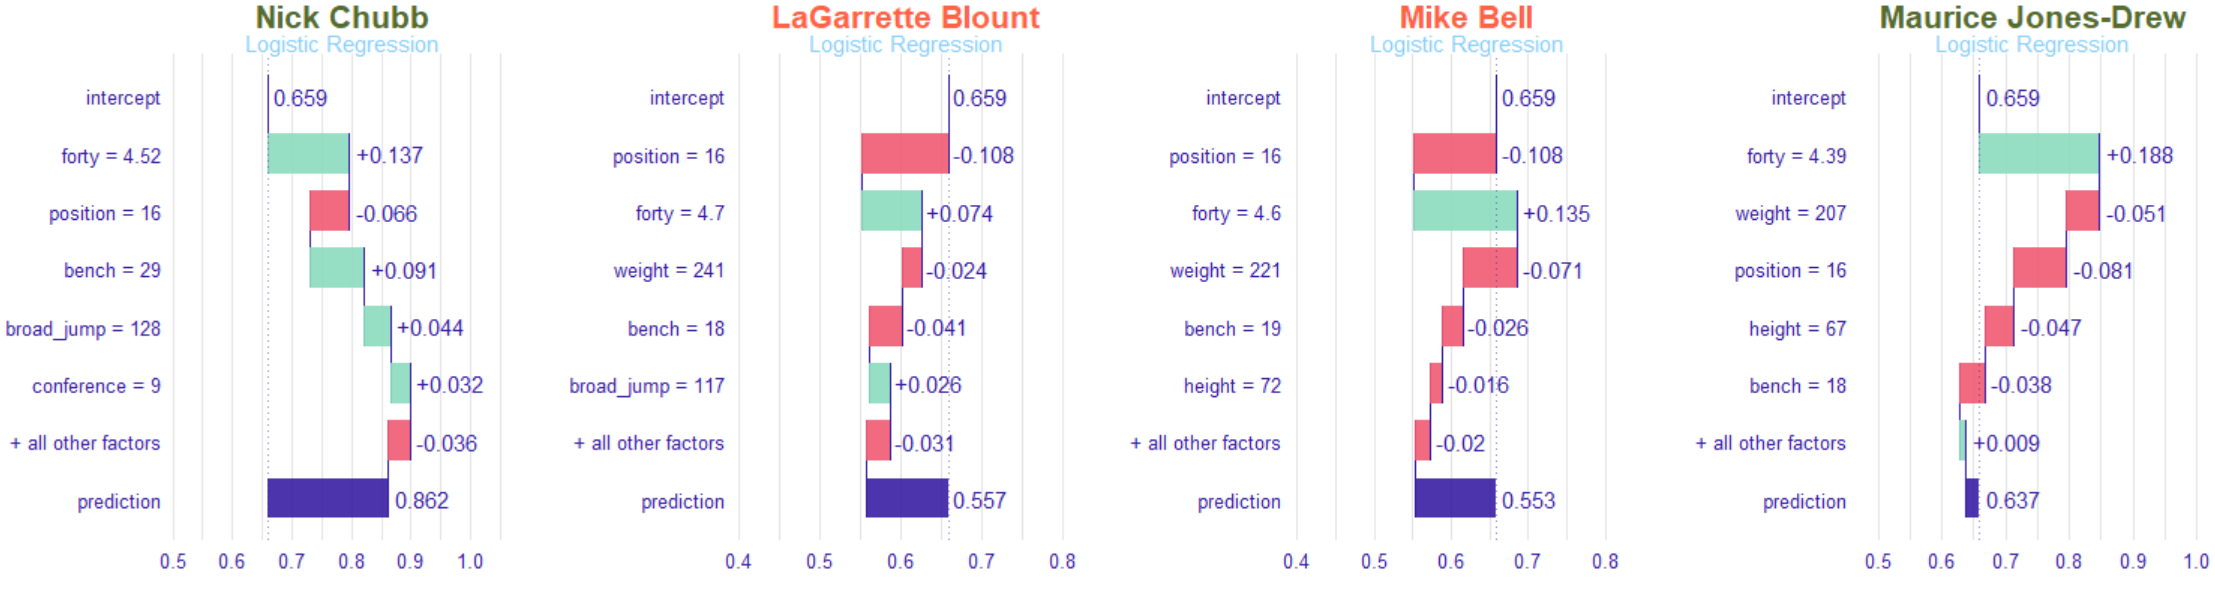 Nick Chubb
Logistic Regression
intercept 0.659
forty = 4.52 +0.137
position = 16 -0.066
bench = 29 +0.091
broad_jump = 128 +0.044
conference = 9 +0.032
+ all other factors -0.036
prediction 0.862
0.5 0.6 0.7 0.8 0.9 1.0
LaGarrette Blount
Logistic Regression
intercept 0.659
position = 16 -0.108
forty = 4.7 +0.074
weight = 241 -0.024
bench = 18 -0.041
broad_jump = 117 +0.026
+ all other factors -0.031
prediction 0.557
0.4 0.5 0.6 0.7 0.8
Mike Bell
Logistic Regression
intercept 0.659
position = 16 -0.108
forty = 4.6 +0.135
weight = 221 -0.071
bench = 19 -0.026
height = 72 -0.016
+ all other factors -0.02
prediction 0.553
0.4 0.5 0.6 0.7 0.8
Maurice Jones-Drew
Logistic Regression
intercept 0.659
forty = 4.39 +0.188
weight = 207 -0.051
position = 16 -0.081
height = 67 -0.047
bench = 18 -0.038
+ all other factors +0.009
prediction 0.637
0.5 0.6 0.7 0.8 0.9 1.0